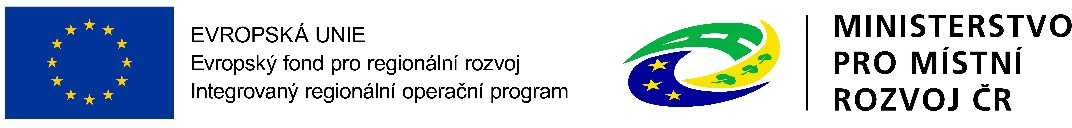 EVROPSKÁ UNIE
Evropský fond pro regionální rozvoj
Integrovaný regionální operační program
MINISTERSTVO
PRO MÍSTNÍ
ROZVOJ ČR